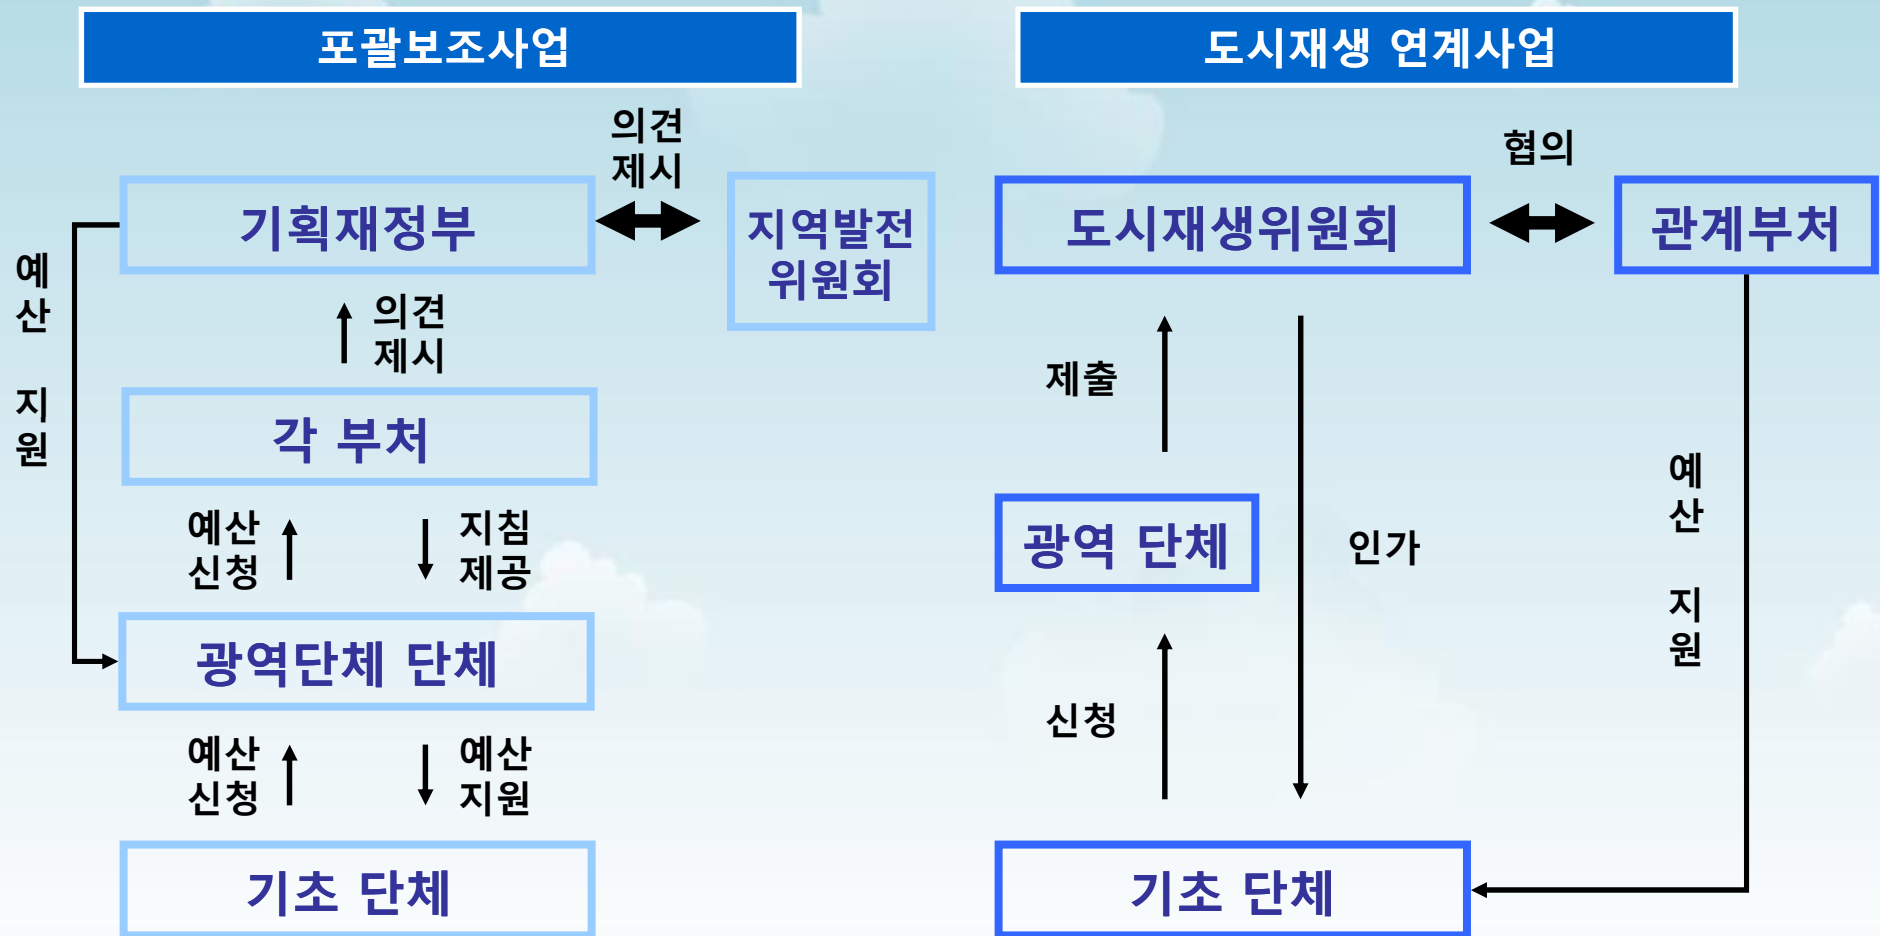 포괄보조사업
의견
제시
기획재정부
지역발전
위원회
예
산
지
원
의견
제시
각 부처
예산
신청
지침
제공
광역단체 단체
예산
신청
예산
지원
기초 단체
도시재생 연계사업
협의
도시재생위원회
관계부처
제출
광역 단체
인가
예
산
지
원
신청
기초 단체